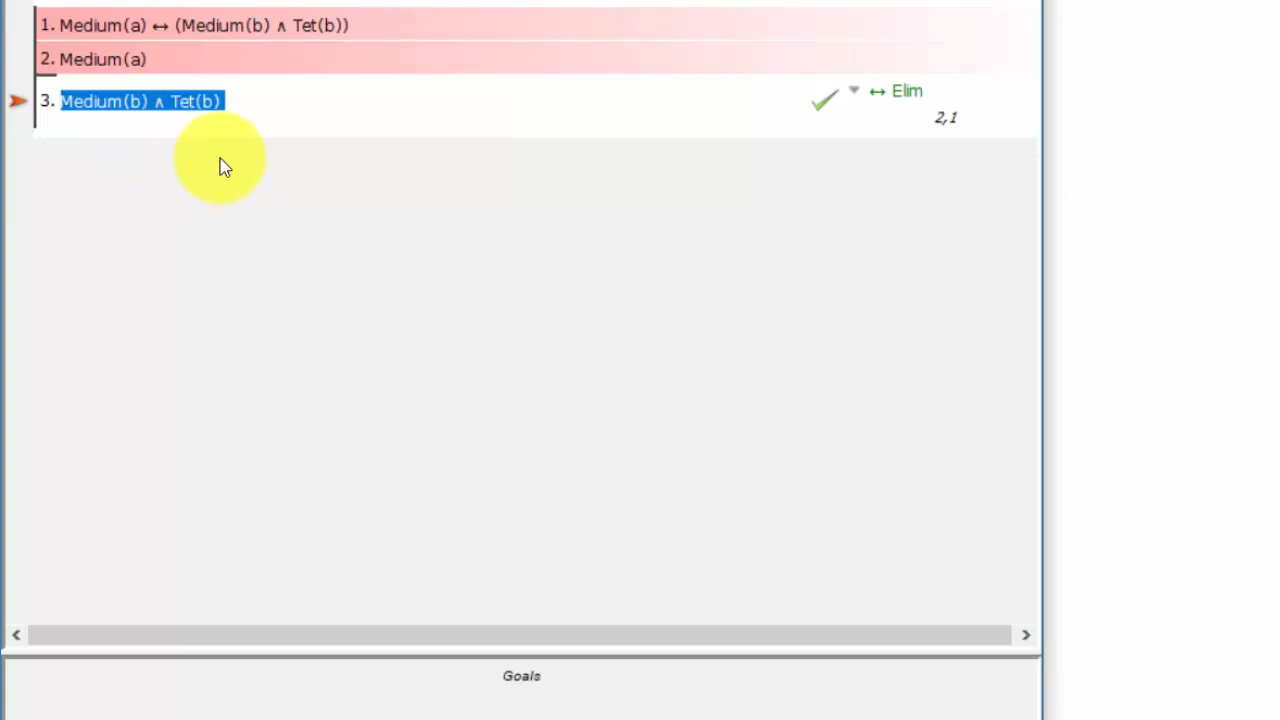 1. Medium(a) ↔ (Medium(b) ∧ Tet(b))
2. Medium(a)
3. Medium(b) ∧ Tet(b)
↔ Elim
2,1
Goals